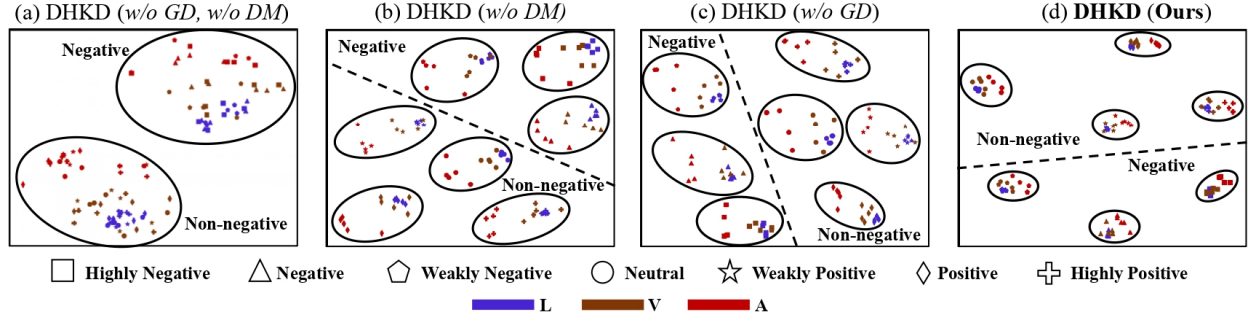 (a) DHKD (w/o GD, w/o DM)
(b) DHKD (w/o DM)
(c) DHKD (w/o GD)
(d) DHKD (Ours)
Negative
Non-negative
Negative
Non-negative
Negative
Non-negative
Non-negative
Negative
Highly Negative
Negative
Weakly Negative
Neutral
Weakly Positive
Positive
Highly Positive
L
V
A